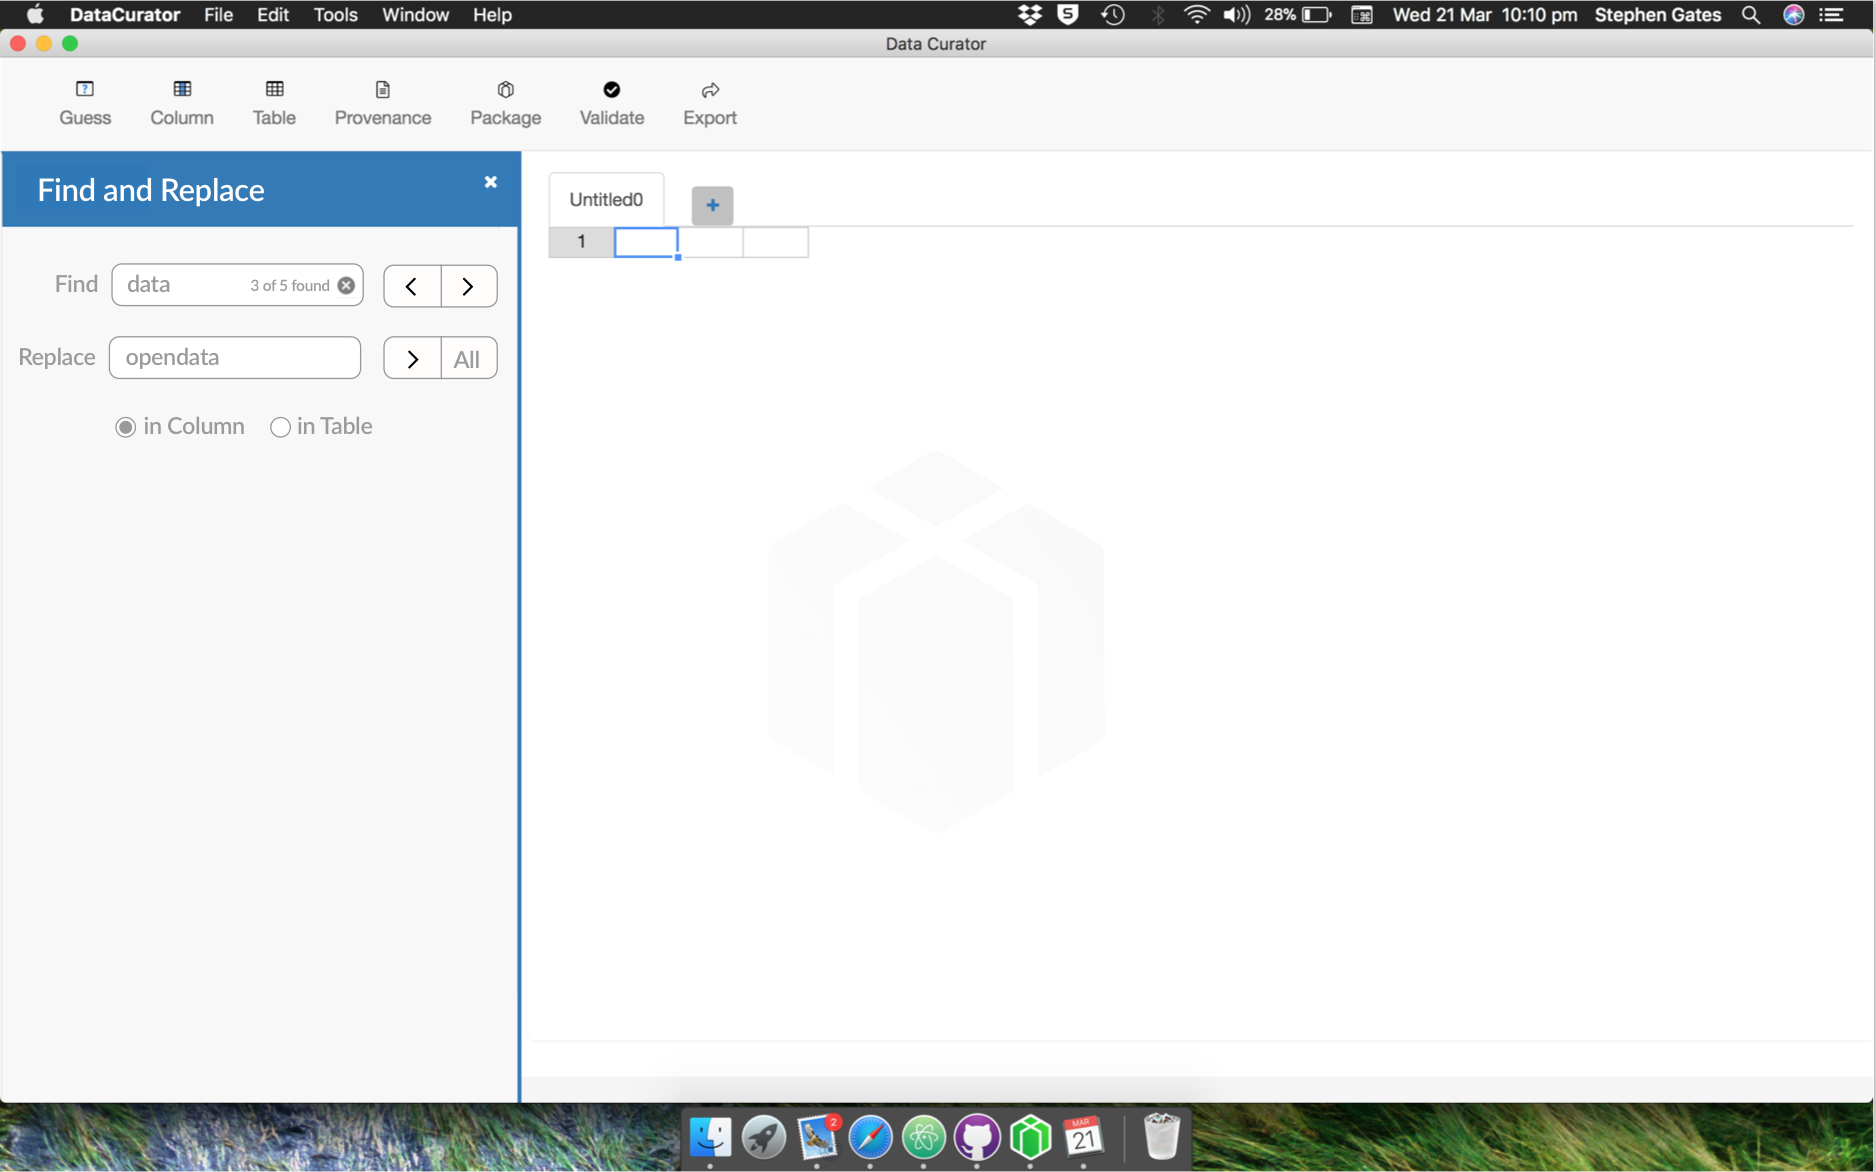 DataCurator File Edit Tools Window Help 28% Wed 21 Mar 10:10 pm Stephen Gates
Data Curator
Guess Column Table Provenance Package Validate Export
Find and Replace
Untitled0 +
1
Find data 3 of 5 found < >
Replace opendata > All
in Column in Table
2
MAR
21